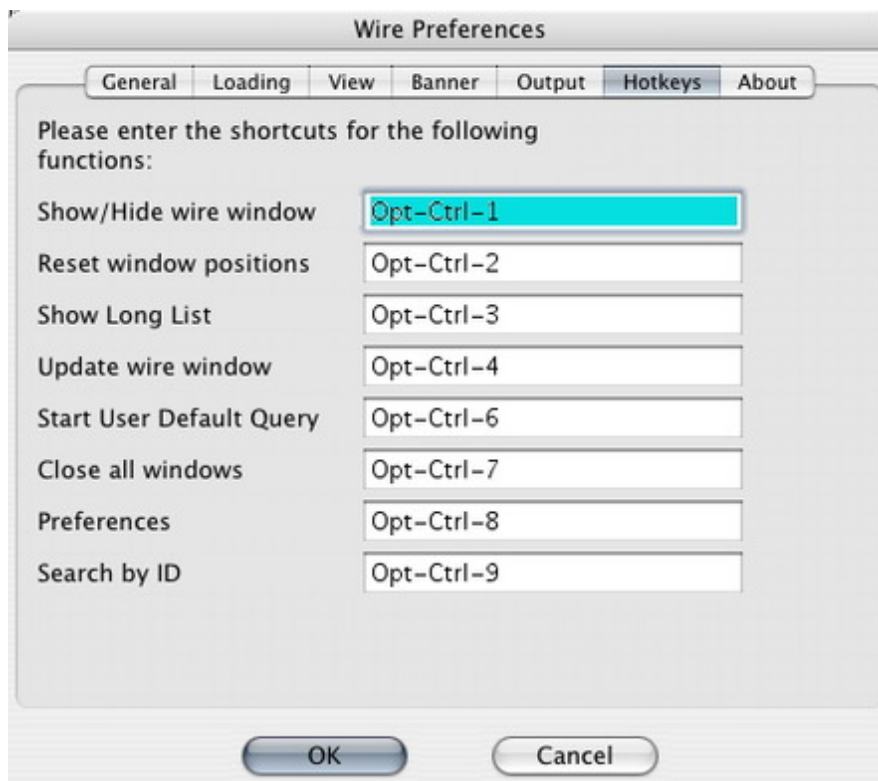 Wire Preferences
General Loading View Banner Output Hotkeys About
Please enter the shortcuts for the following
functions:
Show/Hide wire window Opt-Ctrl-1
Reset window positions Opt-Ctrl-2
Show Long List Opt-Ctrl-3
Update wire window Opt-Ctrl-4
Start User Default Query Opt-Ctrl-6
Close all windows Opt-Ctrl-7
Preferences Opt-Ctrl-8
Search by ID Opt-Ctrl-9
OK Cancel